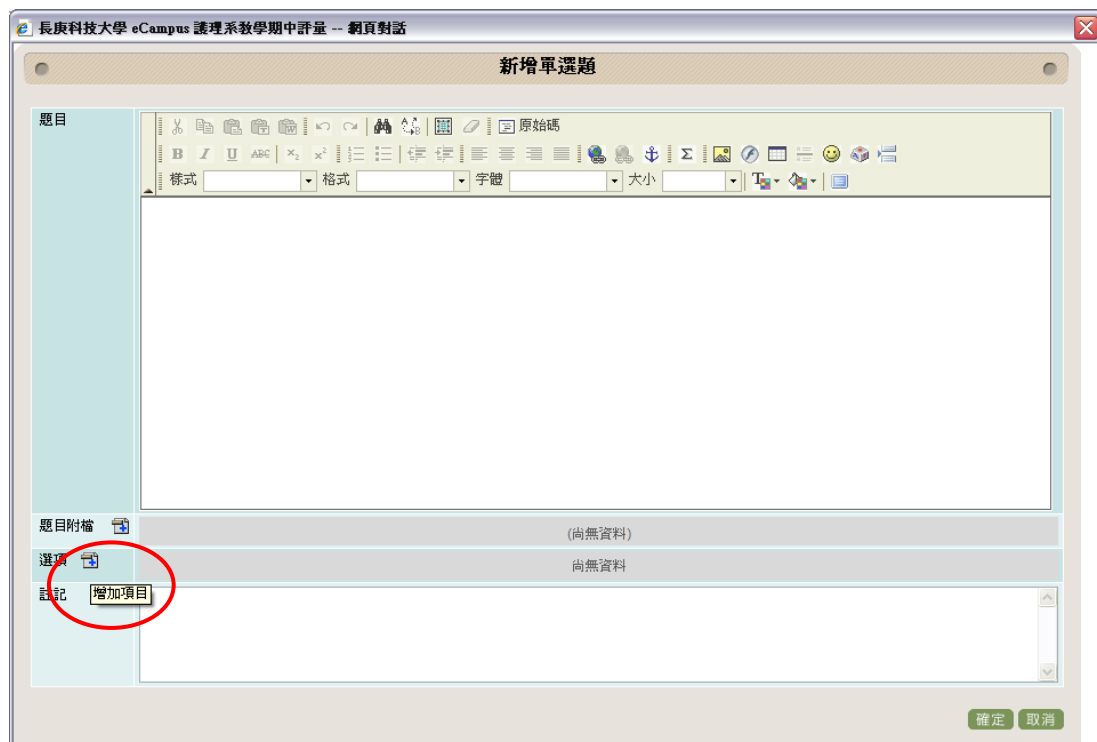 長庚科技大學 eCampus 護理系教學期中評量 -- 網頁對話
新增單選題
題目
原始碼
B I U ABC ×₂ ×²
Σ
樣式 格式 字體 大小
題目附檔
(尚無資料)
選項
尚無資料
註記
增加項目
確定 取消